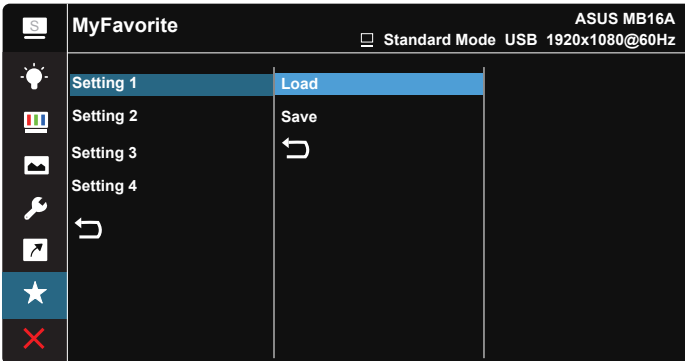 S
MyFavorite
ASUS MB16A
Standard Mode USB 1920x1080@60Hz
Setting 1
Load
Setting 2
Save
Setting 3
Setting 4